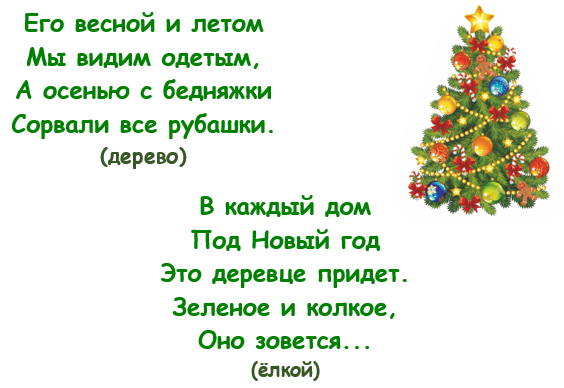 Его весной и летом
Мы видим одетым,
А осенью с бедняжки
Сорвали все рубашки.
(дерево)
В каждый дом
Под Новый год
Это деревце придет.
Зеленое и колкое,
Оно зовется...
(ёлкой)